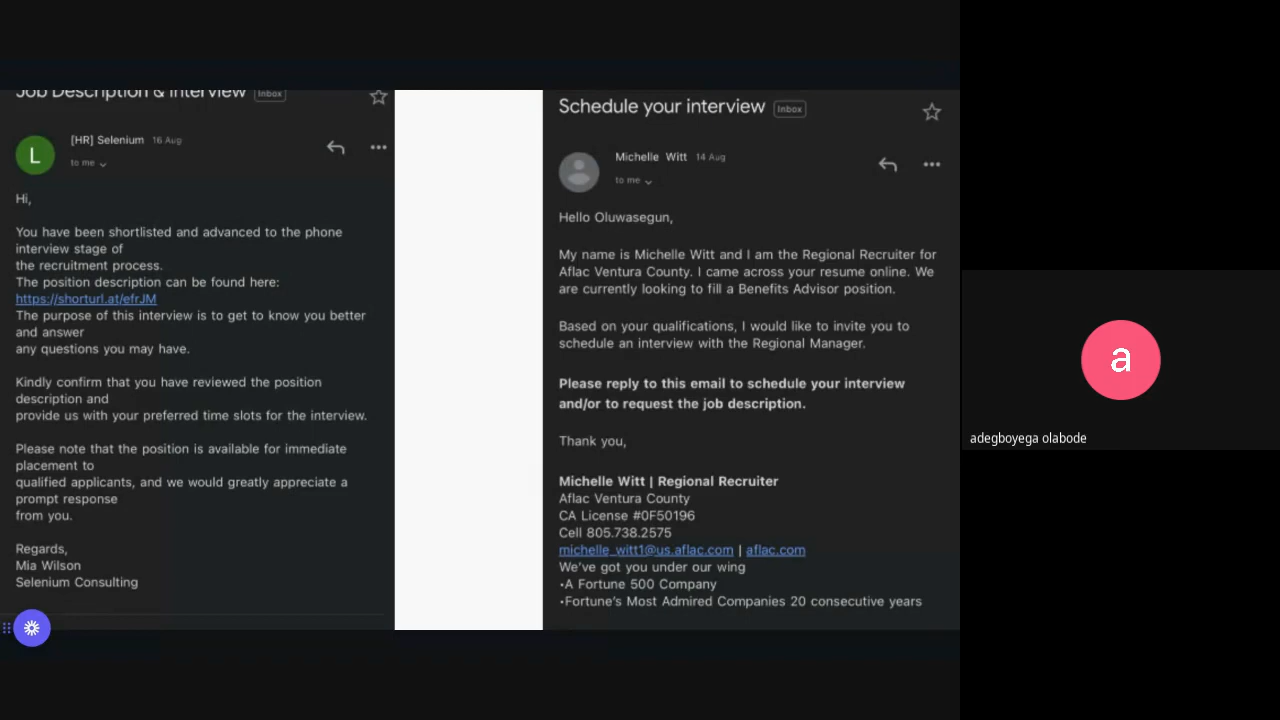 Job Description & Interview Inbox
[HR] Selenium 16 Aug
L
to me
Hi,
You have been shortlisted and advanced to the phone
interview stage of
the recruitment process.
The position description can be found here:
https://shorturl.at/efrJM
The purpose of this interview is to get to know you better
and answer
any questions you may have.
Kindly confirm that you have reviewed the position
description and
provide us with your preferred time slots for the interview.
Please note that the position is available for immediate
placement to
qualified applicants, and we would greatly appreciate a
prompt response
from you.
Regards,
Mia Wilson
Selenium Consulting
Schedule your interview Inbox
Michelle Witt 14 Aug
to me
Hello Oluwasegun,
My name is Michelle Witt and I am the Regional Recruiter for
Aflac Ventura County. I came across your resume online. We
are currently looking to fill a Benefits Advisor position.
Based on your qualifications, I would like to invite you to
schedule an interview with the Regional Manager.
Please reply to this email to schedule your interview
and/or to request the job description.
Thank you,
Michelle Witt | Regional Recruiter
Aflac Ventura County
CA License #0F50196
Cell 805.738.2575
michelle_witt1@us.aflac.com | aflac.com
We've got you under our wing
•A Fortune 500 Company
•Fortune's Most Admired Companies 20 consecutive years
a
adegboyega olabode